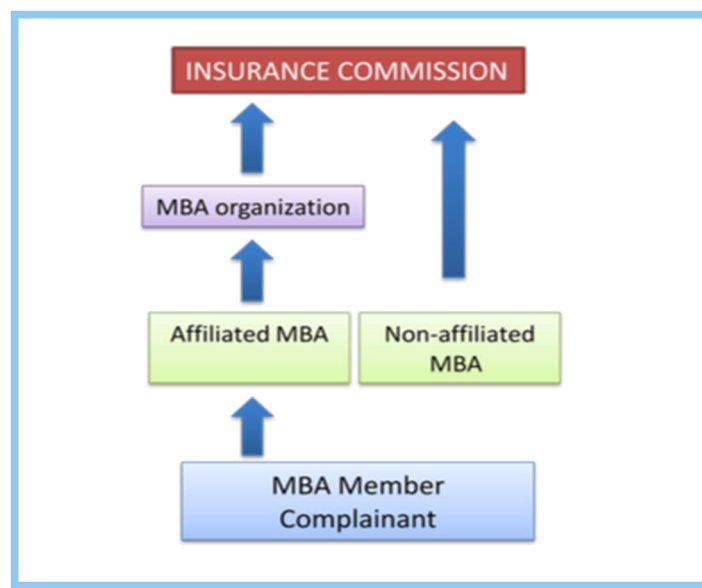 INSURANCE COMMISSION
MBA organization
Affiliated MBA
Non-affiliated
MBA
MBA Member
Complainant